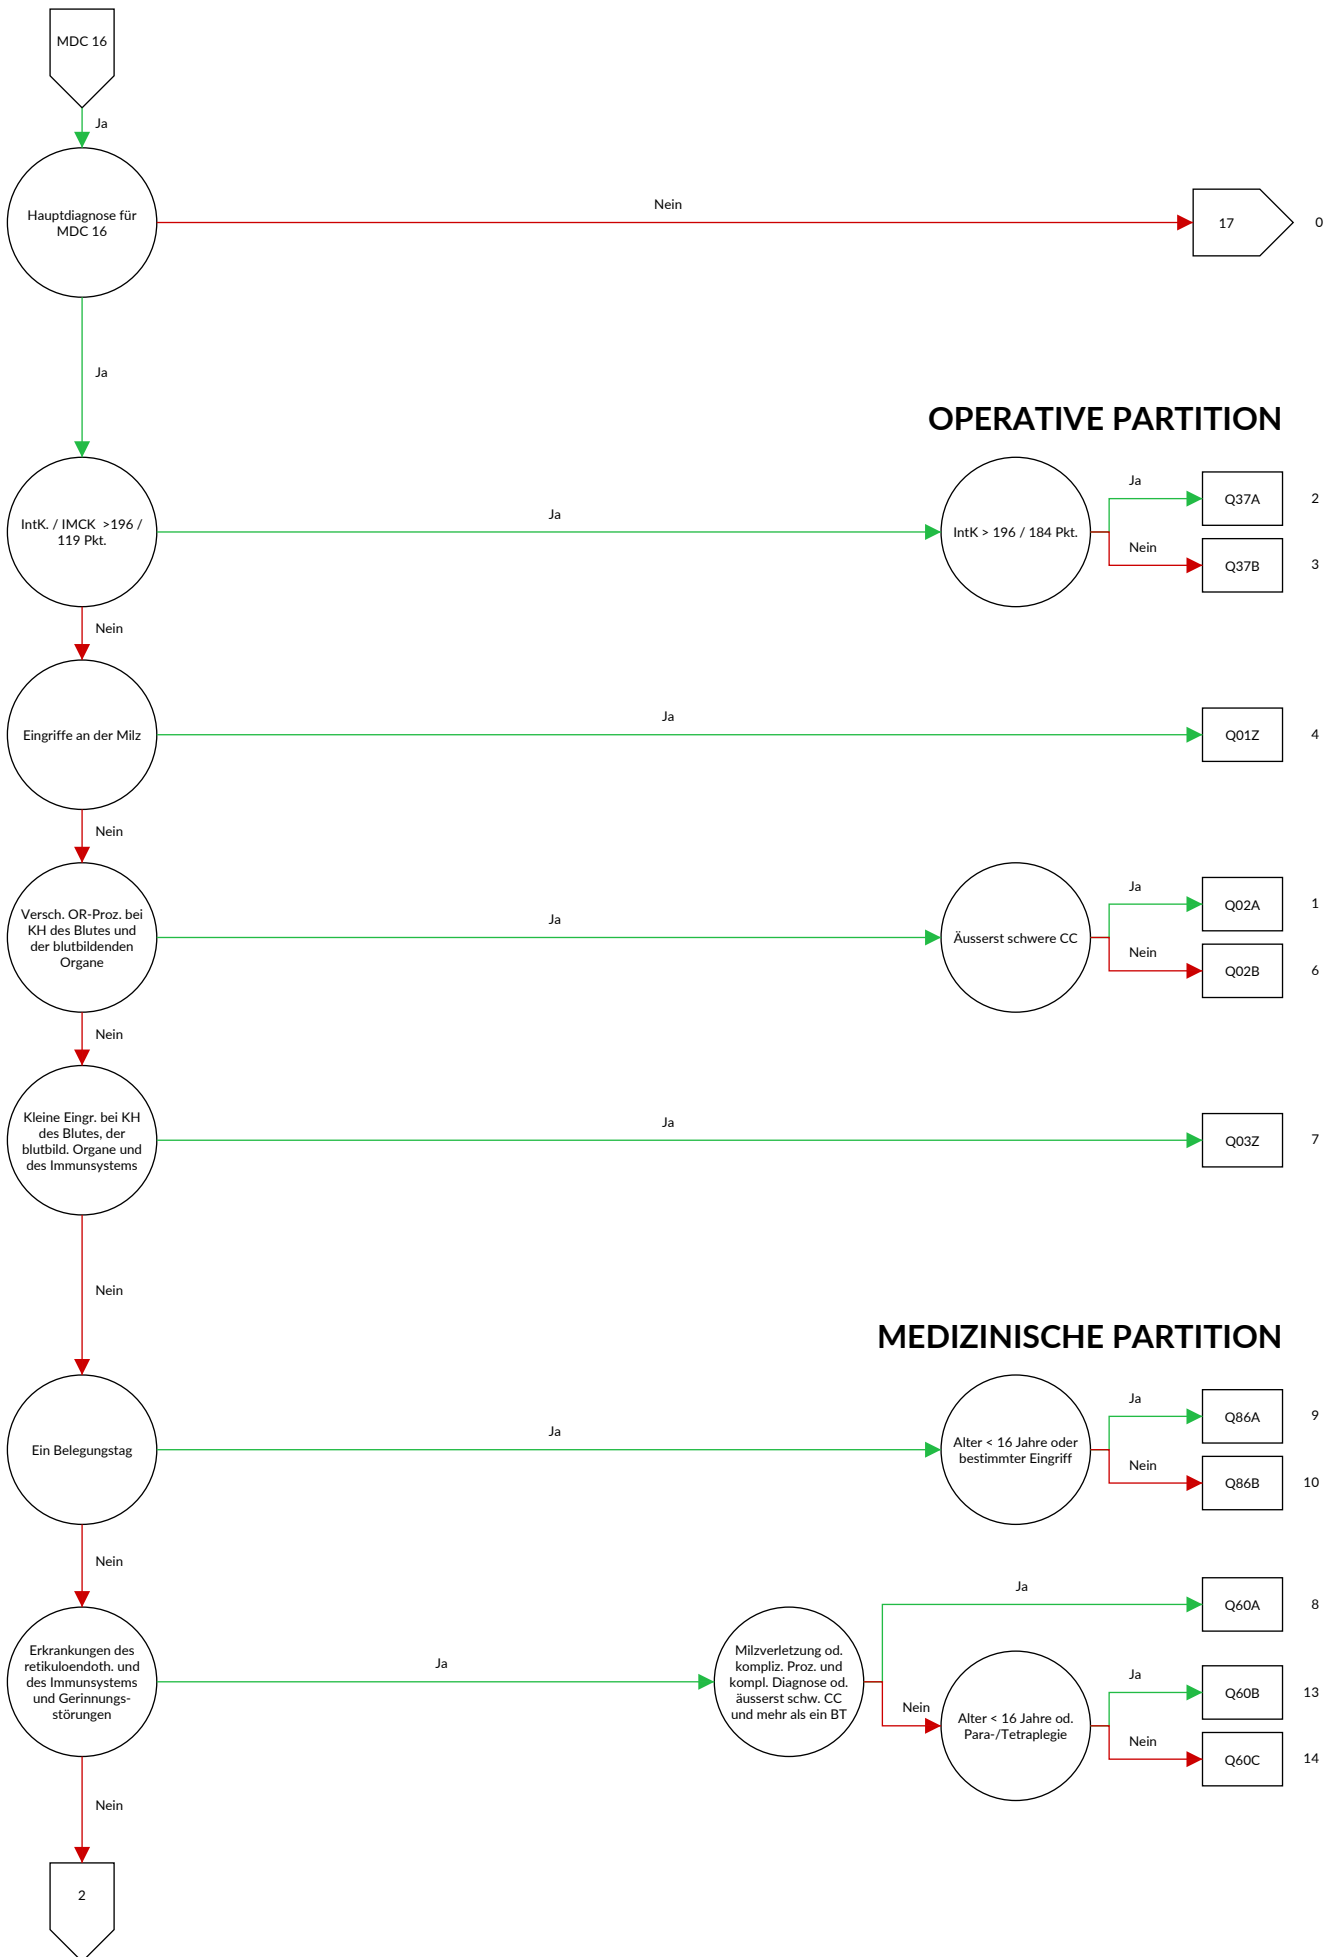 MDC 16
Ja
Hauptdiagnose für
MDC 16
Nein
17
0
Ja
OPERATIVE PARTITION
IntK. / IMCK >196 /
119 Pkt.
Ja
IntK > 196 / 184 Pkt.
Ja
Q37A
2
Nein
Q37B
3
Nein
Eingriffe an der Milz
Ja
Q01Z
4
Nein
Versch. OR-Proz. bei
KH des Blutes und
der blutbildenden
Organe
Ja
Äusserst schwere CC
Ja
Q02A
1
Nein
Q02B
6
Nein
Kleine Eingr. bei KH
des Blutes, der
blutbild. Organe und
des Immunsystems
Ja
Q03Z
7
Nein
MEDIZINISCHE PARTITION
Ein Belegungstag
Ja
Alter < 16 Jahre oder
bestimmter Eingriff
Ja
Q86A
9
Nein
Q86B
10
Nein
Erkrankungen des
retikuloendoth. und
des Immunsystems
und Gerinnungs-
störungen
Ja
Milzverletzung od.
kompliz. Proz. und
kompl. Diagnose od.
äusserst schw. CC
und mehr als ein BT
Ja
Q60A
8
Nein
Alter < 16 Jahre od.
Para-/Tetraplegie
Ja
Q60B
13
Nein
Q60C
14
Nein
2